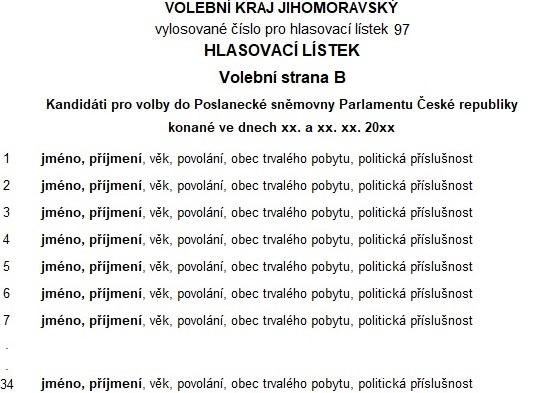 VOLEBNÍ KRAJ JIHOMORAVSKÝ
vylosované číslo pro hlasovací lístek 97
HLASOVACÍ LÍSTEK
Volební strana B
Kandidáti pro volby do Poslanecké sněmovny Parlamentu České republiky
konané ve dnech xx. a xx. xx. 20xx
1 jméno, příjmení, věk, povolání, obec trvalého pobytu, politická příslušnost
2 jméno, příjmení, věk, povolání, obec trvalého pobytu, politická příslušnost
3 jméno, příjmení, věk, povolání, obec trvalého pobytu, politická příslušnost
4 jméno, příjmení, věk, povolání, obec trvalého pobytu, politická příslušnost
5 jméno, příjmení, věk, povolání, obec trvalého pobytu, politická příslušnost
6 jméno, příjmení, věk, povolání, obec trvalého pobytu, politická příslušnost
7 jméno, příjmení, věk, povolání, obec trvalého pobytu, politická příslušnost
.
.
34 jméno, příjmení, věk, povolání, obec trvalého pobytu, politická příslušnost